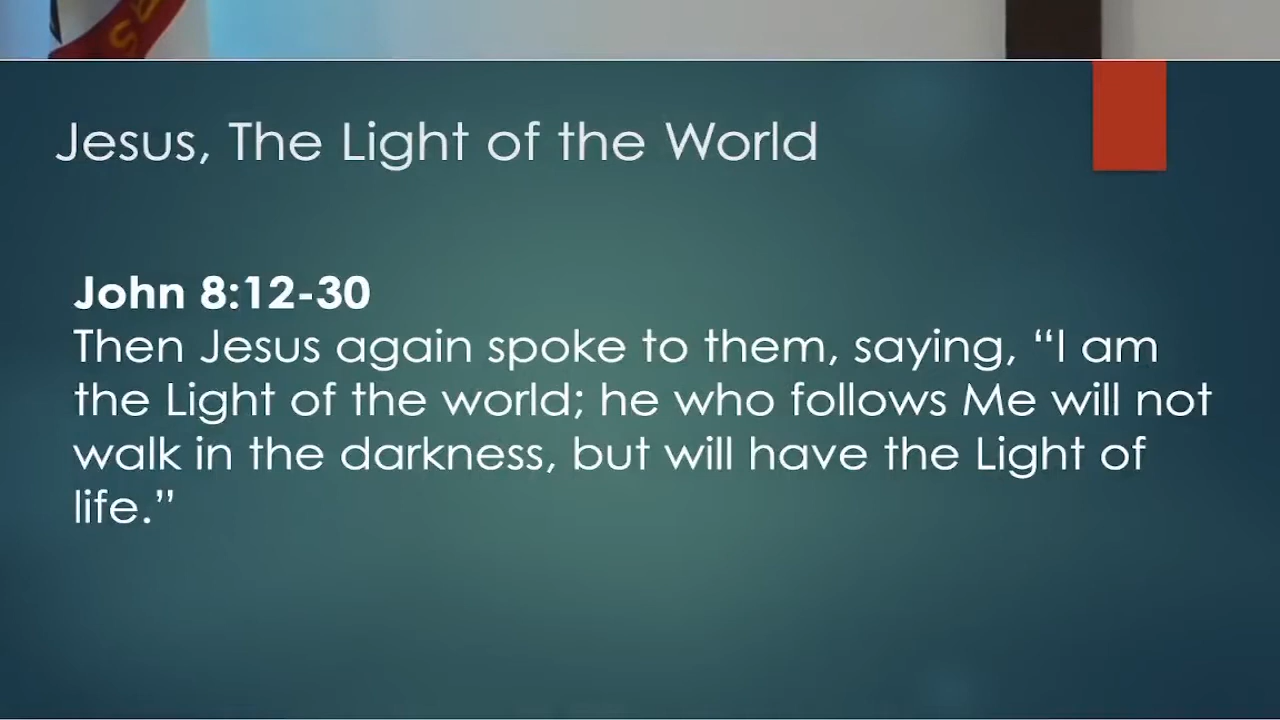 Jesus, The Light of the World
John 8:12-30
Then Jesus again spoke to them, saying, “I am
the Light of the world; he who follows Me will not
walk in the darkness, but will have the Light of
life.”